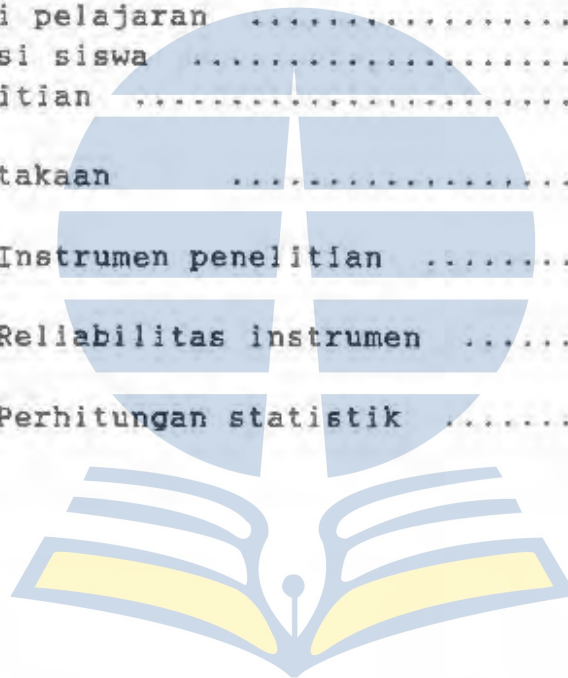 i pelajaran ................
si siswa ...................
itian ......................
takaan ................
Instrumen penelitian ........
Reliabilitas instrumen ......
Perhitungan statistik .......